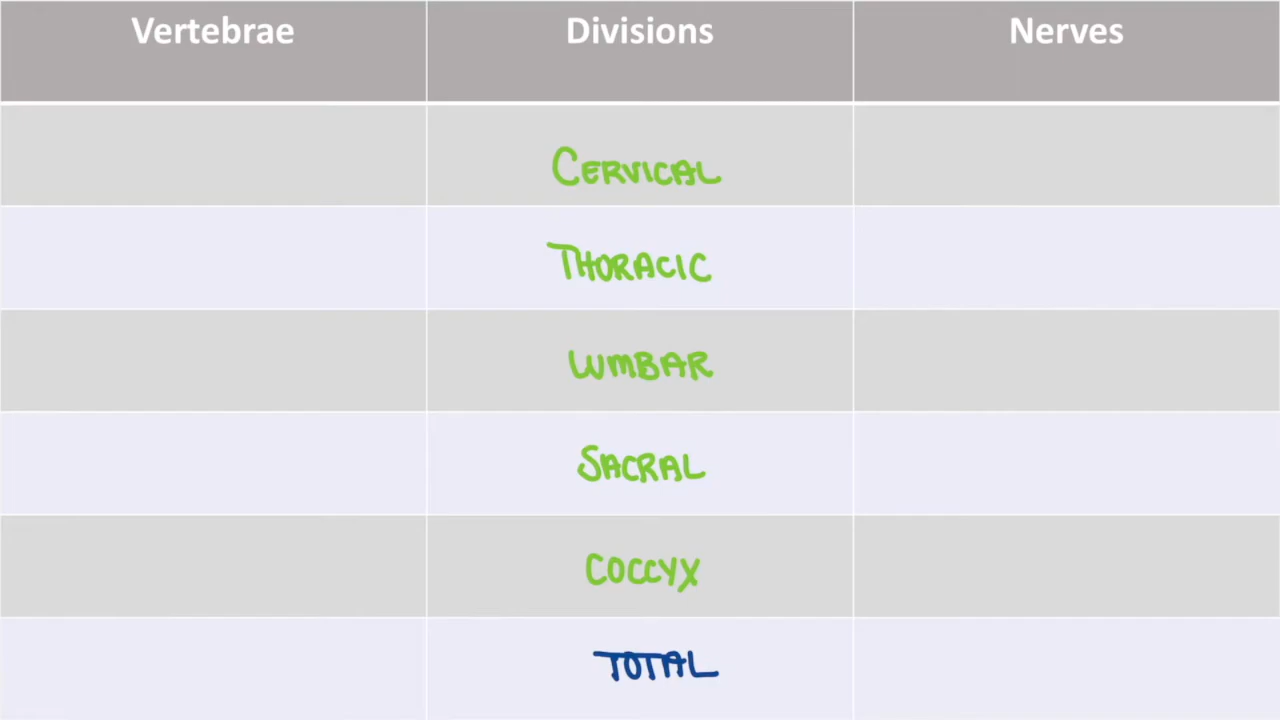 Vertebrae Divisions Nerves
CERVICAL
THORACIC
LUMBAR
SACRAL
COCCYX
TOTAL